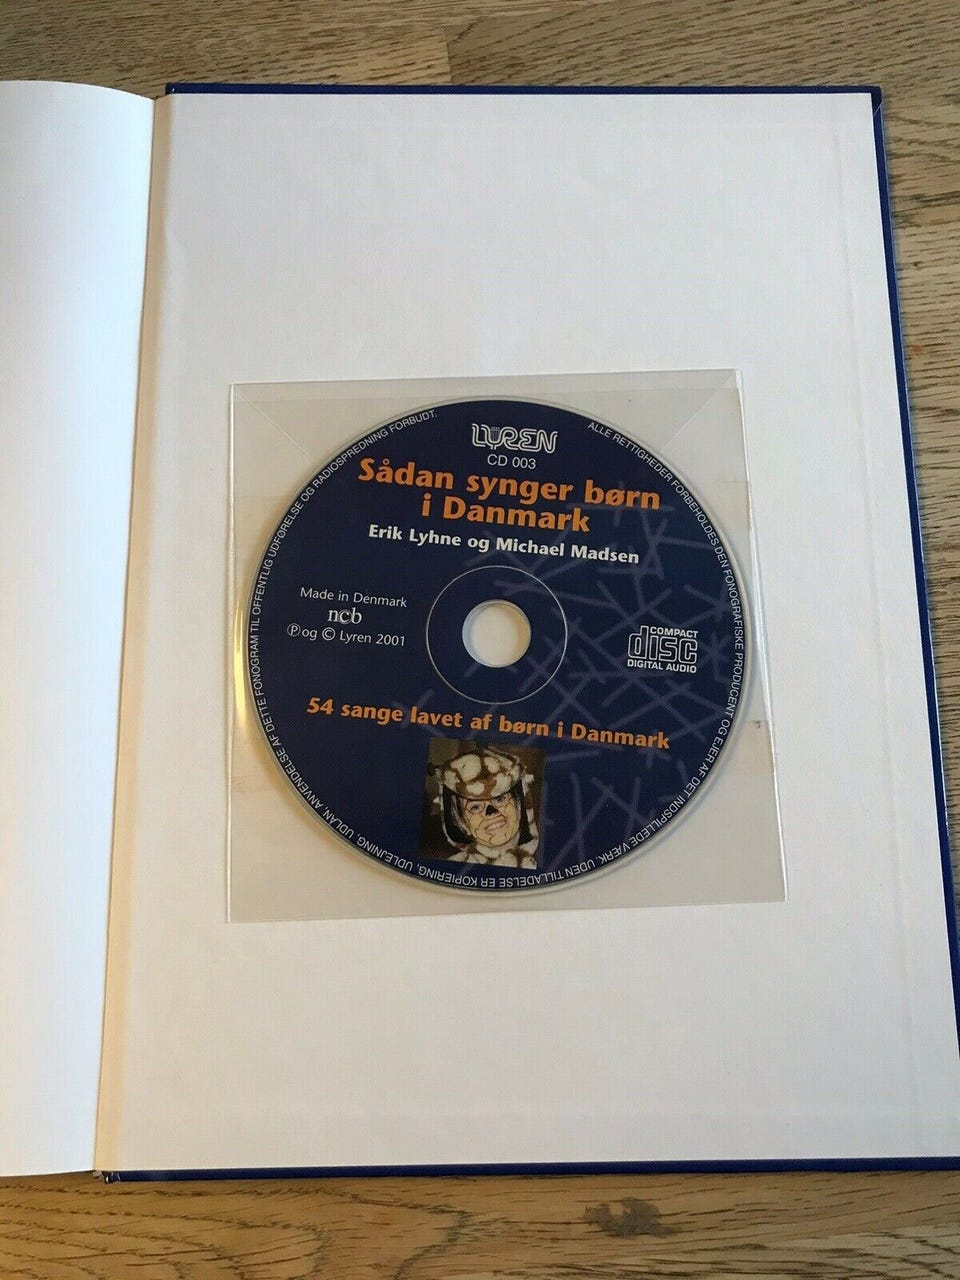 LYREN
CD 003
Sådan synger børn
i Danmark
Erik Lyhne og Michael Madsen
Made in Denmark
ncb
℗ og © Lyren 2001
COMPACT
disc
DIGITAL AUDIO
54 sange lavet af børn i Danmark
ALLE RETTIGHEDER FORBEHOLDES DEN FONOGRAFISKE PRODUCENT OG EJER AF DET INDSPILLEDE VÆRK. UDEN TILLADELSE ER KOPIERING, UDLEJNING, UDLÅN, ANVENDELSE AF DETTE FONOGRAM TIL OFFENTLIG UDFØRELSE OG RADIOSPREDNING FORBUDT.